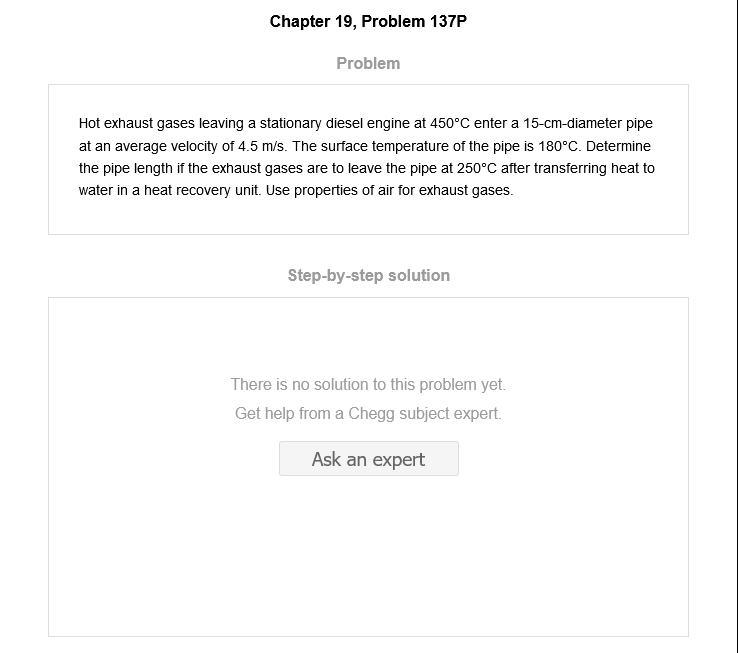 Chapter 19, Problem 137P
Problem
Hot exhaust gases leaving a stationary diesel engine at 450°C enter a 15-cm-diameter pipe
at an average velocity of 4.5 m/s. The surface temperature of the pipe is 180°C. Determine
the pipe length if the exhaust gases are to leave the pipe at 250°C after transferring heat to
water in a heat recovery unit. Use properties of air for exhaust gases.
Step-by-step solution
There is no solution to this problem yet.
Get help from a Chegg subject expert.
Ask an expert